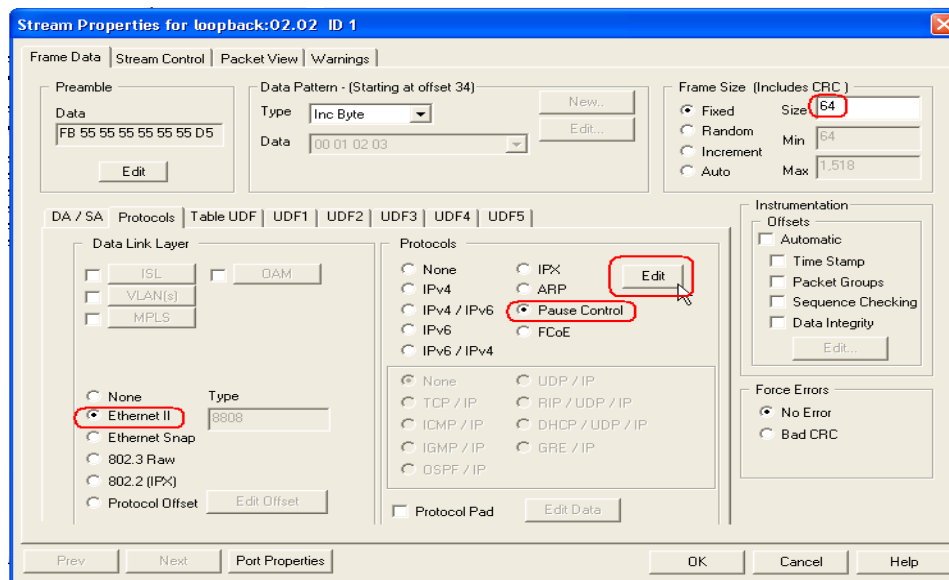 Stream Properties for loopback:02.02 ID 1
Frame Data Stream Control Packet View Warnings
Preamble
Data
FB 55 55 55 55 55 55 D5
Edit
Data Pattern - (Starting at offset 34)
Type Inc Byte
Data 00 01 02 03
New..
Edit...
Frame Size (Includes CRC )
Fixed
Random
Increment
Auto
Size 64
Min 64
Max 1,518
DA / SA Protocols Table UDF UDF1 UDF2 UDF3 UDF4 UDF5
Data Link Layer
ISL OAM
VLAN(s)
MPLS
None
Ethernet II
Ethernet Snap
802.3 Raw
802.2 (IPX)
Protocol Offset
Type
8808
Edit Offset
Protocols
None
IPv4
IPv4 / IPv6
IPv6
IPv6 / IPv4
IPX
ARP
Pause Control
FCoE
Edit
None
TCP / IP
ICMP / IP
IGMP / IP
OSPF / IP
UDP / IP
RIP / UDP / IP
DHCP / UDP / IP
GRE / IP
Protocol Pad
Edit Data
Instrumentation
Offsets
Automatic
Time Stamp
Packet Groups
Sequence Checking
Data Integrity
Edit...
Force Errors
No Error
Bad CRC
Prev Next Port Properties OK Cancel Help